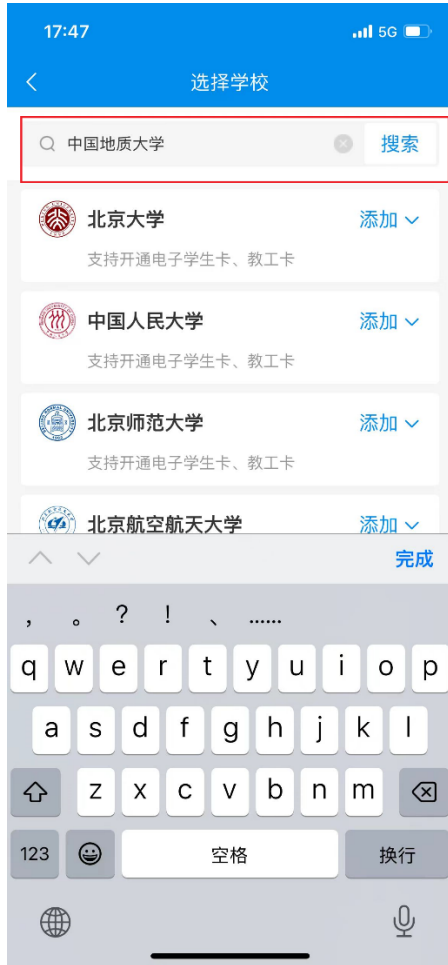 17:47
5G
选择学校
中国地质大学
搜索
北京大学
添加
支持开通电子学生卡、教工卡
中国人民大学
添加
支持开通电子学生卡、教工卡
北京师范大学
添加
支持开通电子学生卡、教工卡
北京航空航天大学
添加
完成
， 。 ? ! 、 ……
q w e r t y u i o p
a s d f g h j k l
z x c v b n m
123
空格
换行